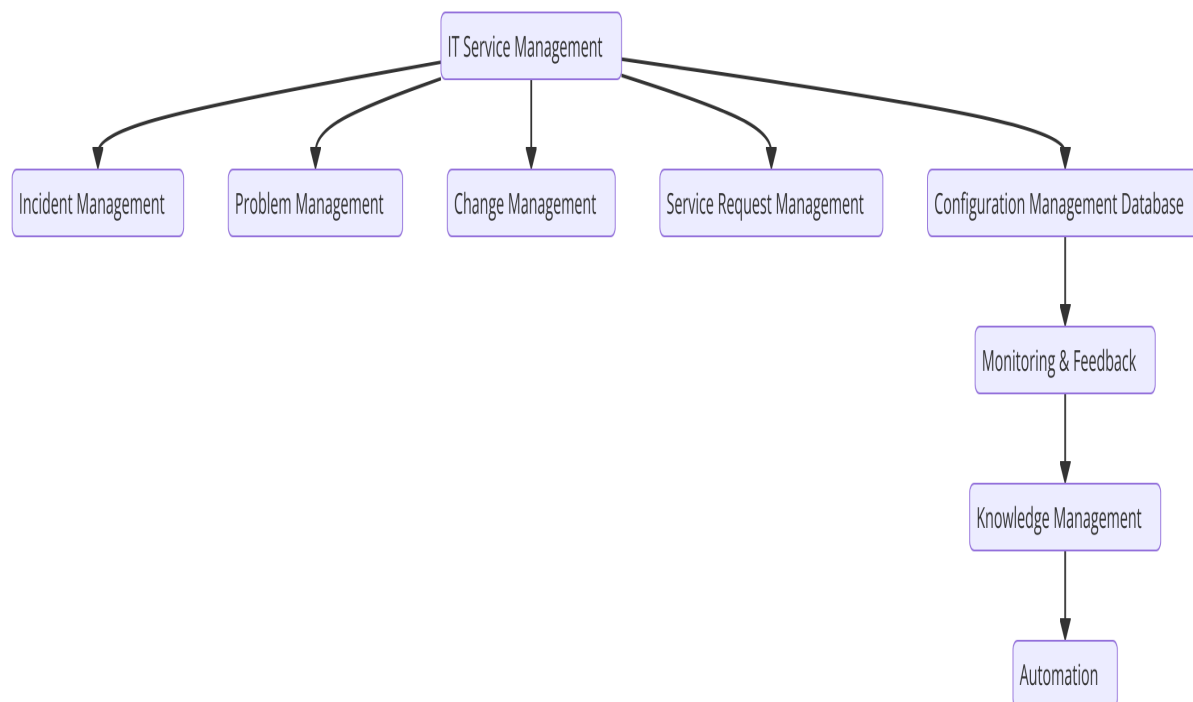 IT Service Management
Incident Management
Problem Management
Change Management
Service Request Management
Configuration Management Database
Monitoring & Feedback
Knowledge Management
Automation